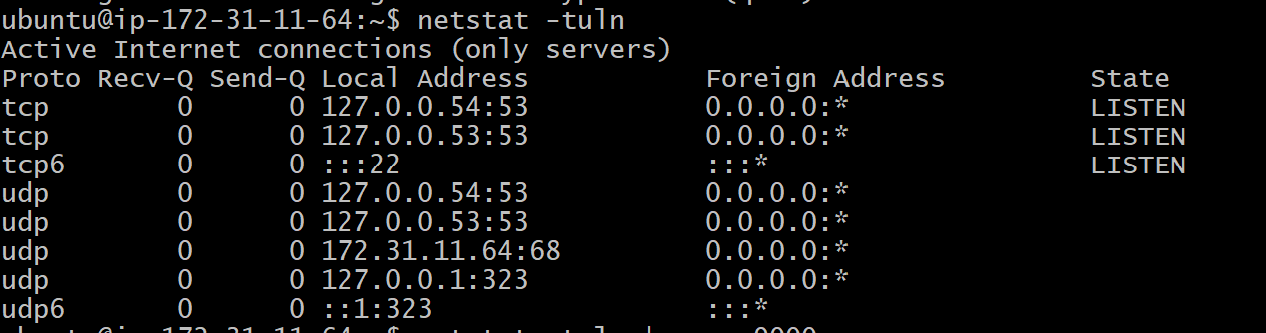 ubuntu@ip-172-31-11-64:~$ netstat -tuln
Active Internet connections (only servers)
Proto Recv-Q Send-Q Local Address           Foreign Address         State
tcp        0      0 127.0.0.54:53           0.0.0.0:*               LISTEN
tcp        0      0 127.0.0.53:53           0.0.0.0:*               LISTEN
tcp6       0      0 :::22                   :::*                    LISTEN
udp        0      0 127.0.0.54:53           0.0.0.0:*
udp        0      0 127.0.0.53:53           0.0.0.0:*
udp        0      0 172.31.11.64:68         0.0.0.0:*
udp        0      0 127.0.0.1:323           0.0.0.0:*
udp6       0      0 ::1:323                 :::*